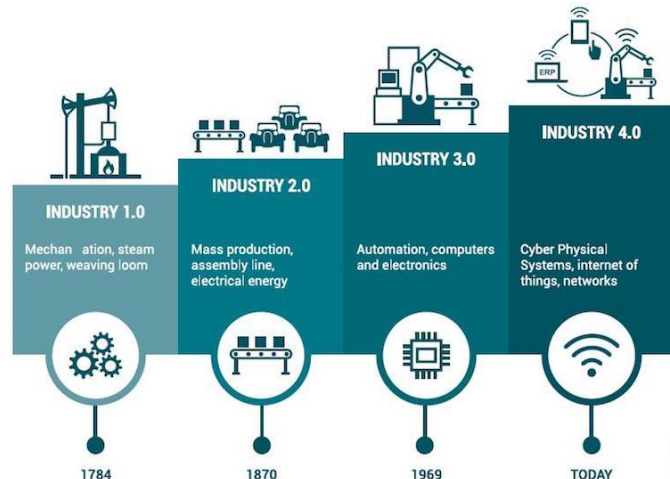 ERP
INDUSTRY 1.0
Mechan ation, steam
power, weaving loom
1784
INDUSTRY 2.0
Mass production,
assembly line,
electrical energy
1870
INDUSTRY 3.0
Automation, computers
and electronics
1969
INDUSTRY 4.0
Cyber Physical
Systems, internet of
things, networks
TODAY